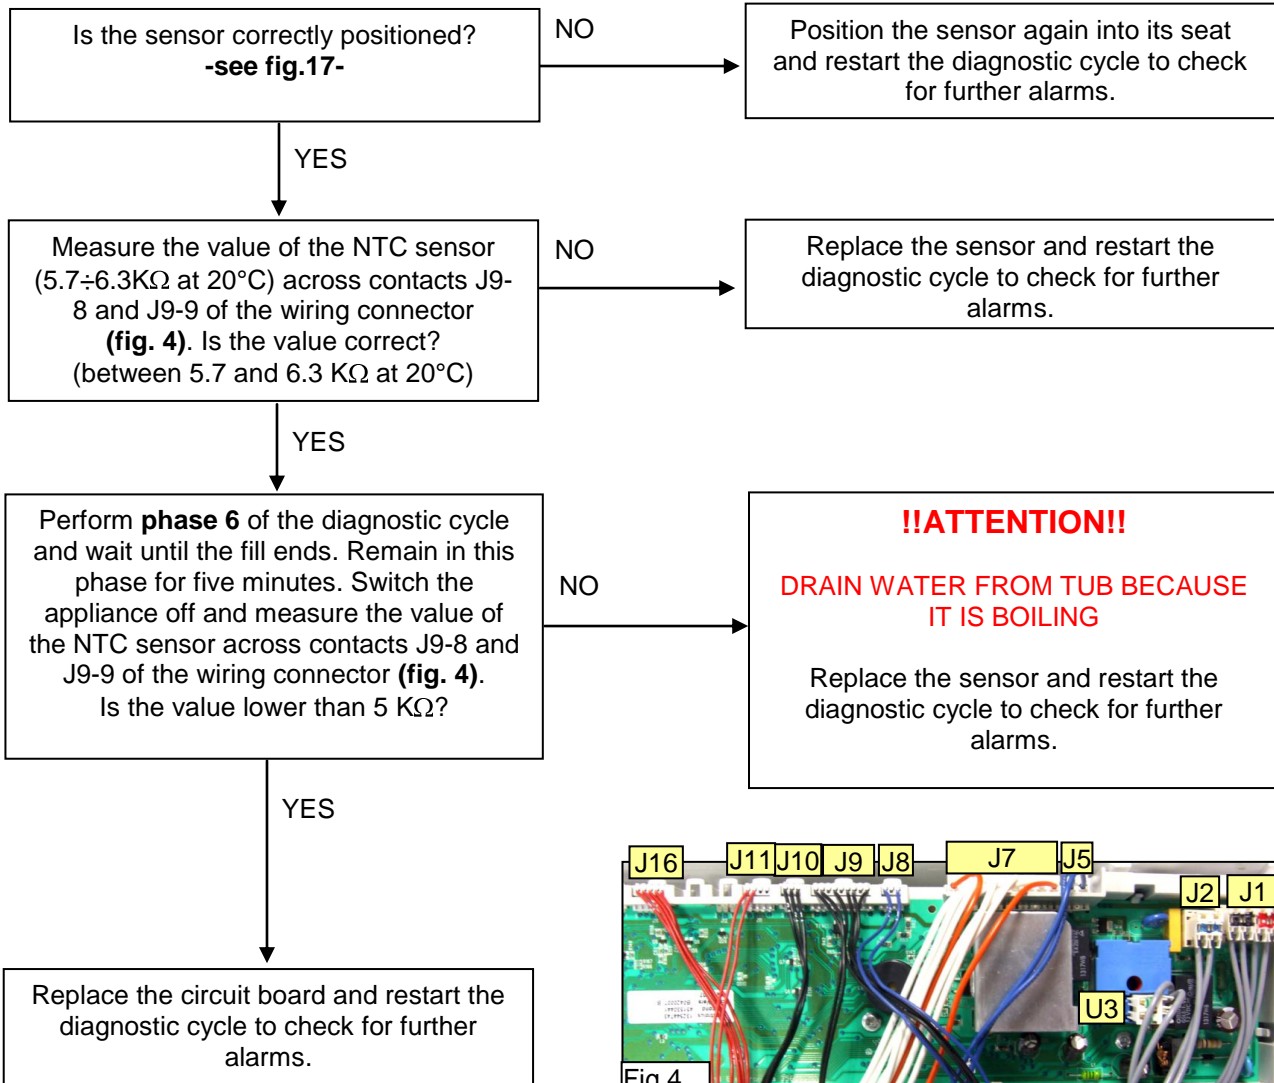 Is the sensor correctly positioned?
-see fig.17-
NO
Position the sensor again into its seat
and restart the diagnostic cycle to check
for further alarms.
YES
Measure the value of the NTC sensor
(5.7÷6.3KΩ at 20°C) across contacts J9-
8 and J9-9 of the wiring connector
(fig. 4). Is the value correct?
(between 5.7 and 6.3 KΩ at 20°C)
NO
Replace the sensor and restart the
diagnostic cycle to check for further
alarms.
YES
Perform phase 6 of the diagnostic cycle
and wait until the fill ends. Remain in this
phase for five minutes. Switch the
appliance off and measure the value of
the NTC sensor across contacts J9-8 and
J9-9 of the wiring connector (fig. 4).
Is the value lower than 5 KΩ?
NO
!!ATTENTION!!
DRAIN WATER FROM TUB BECAUSE
IT IS BOILING
Replace the sensor and restart the
diagnostic cycle to check for further
alarms.
YES
Replace the circuit board and restart the
diagnostic cycle to check for further
alarms.
J16
J11
J10
J9
J8
J7
J5
J2
J1
U3
Fig.4